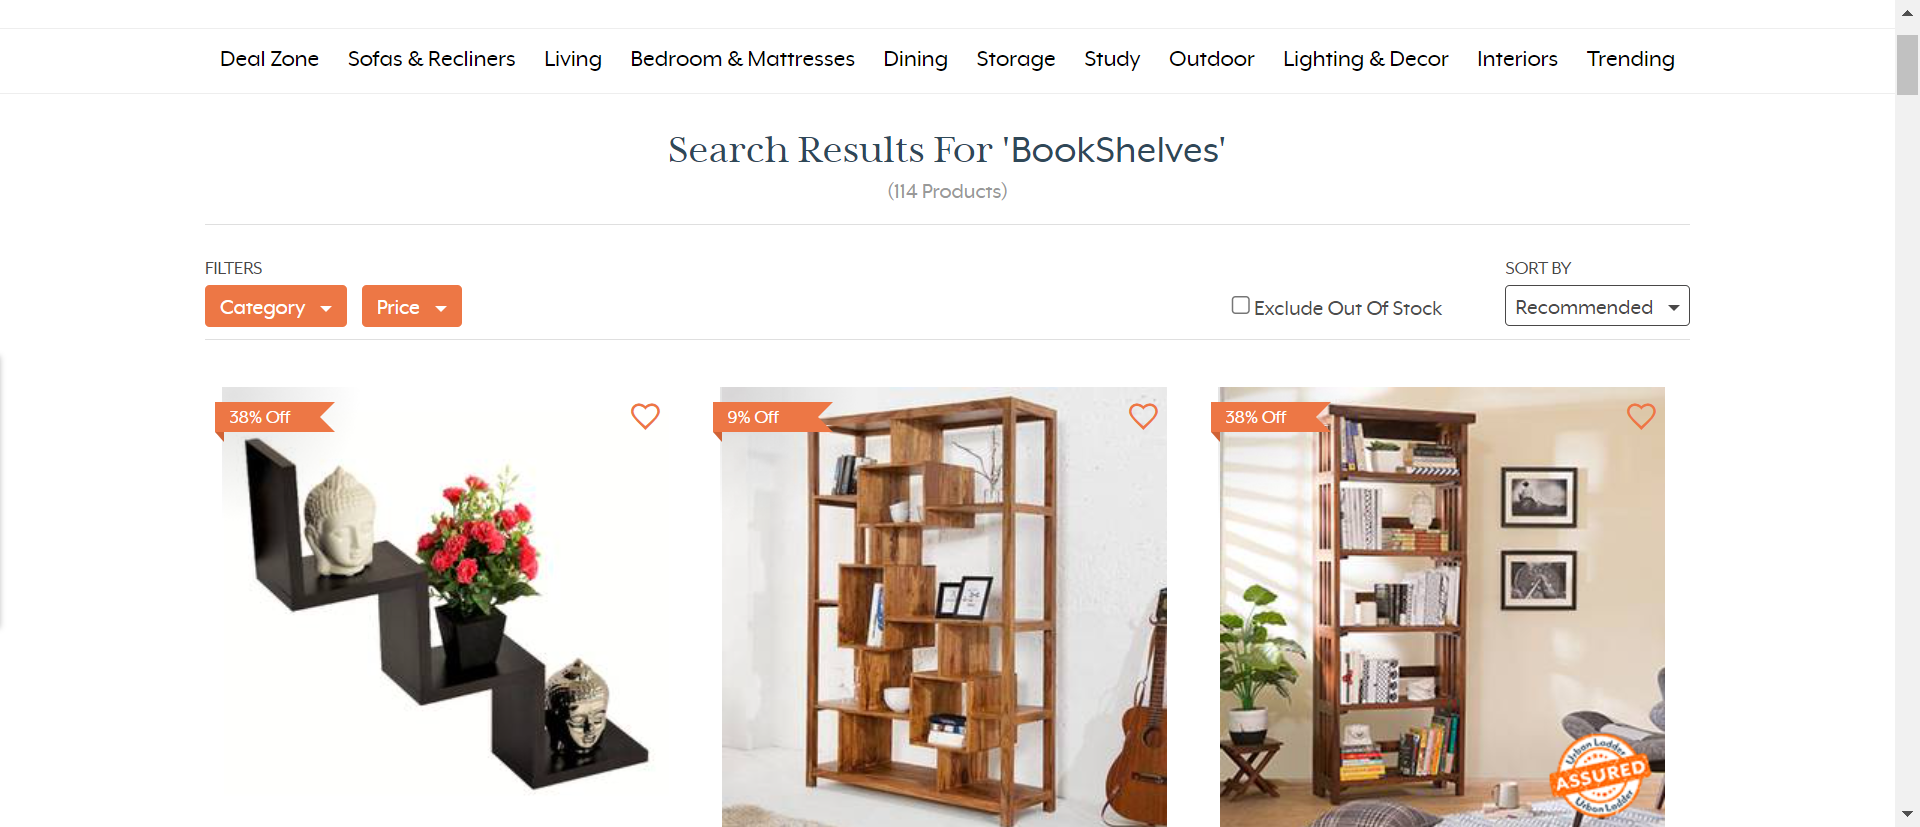 Deal Zone Sofas & Recliners Living Bedroom & Mattresses Dining Storage Study Outdoor Lighting & Decor Interiors Trending
Search Results For 'BookShelves'
(114 Products)
FILTERS
SORT BY
Category
Price
Exclude Out Of Stock
Recommended
38% Off
9% Off
38% Off
Urban Ladder
ASSURED
Urban Ladder